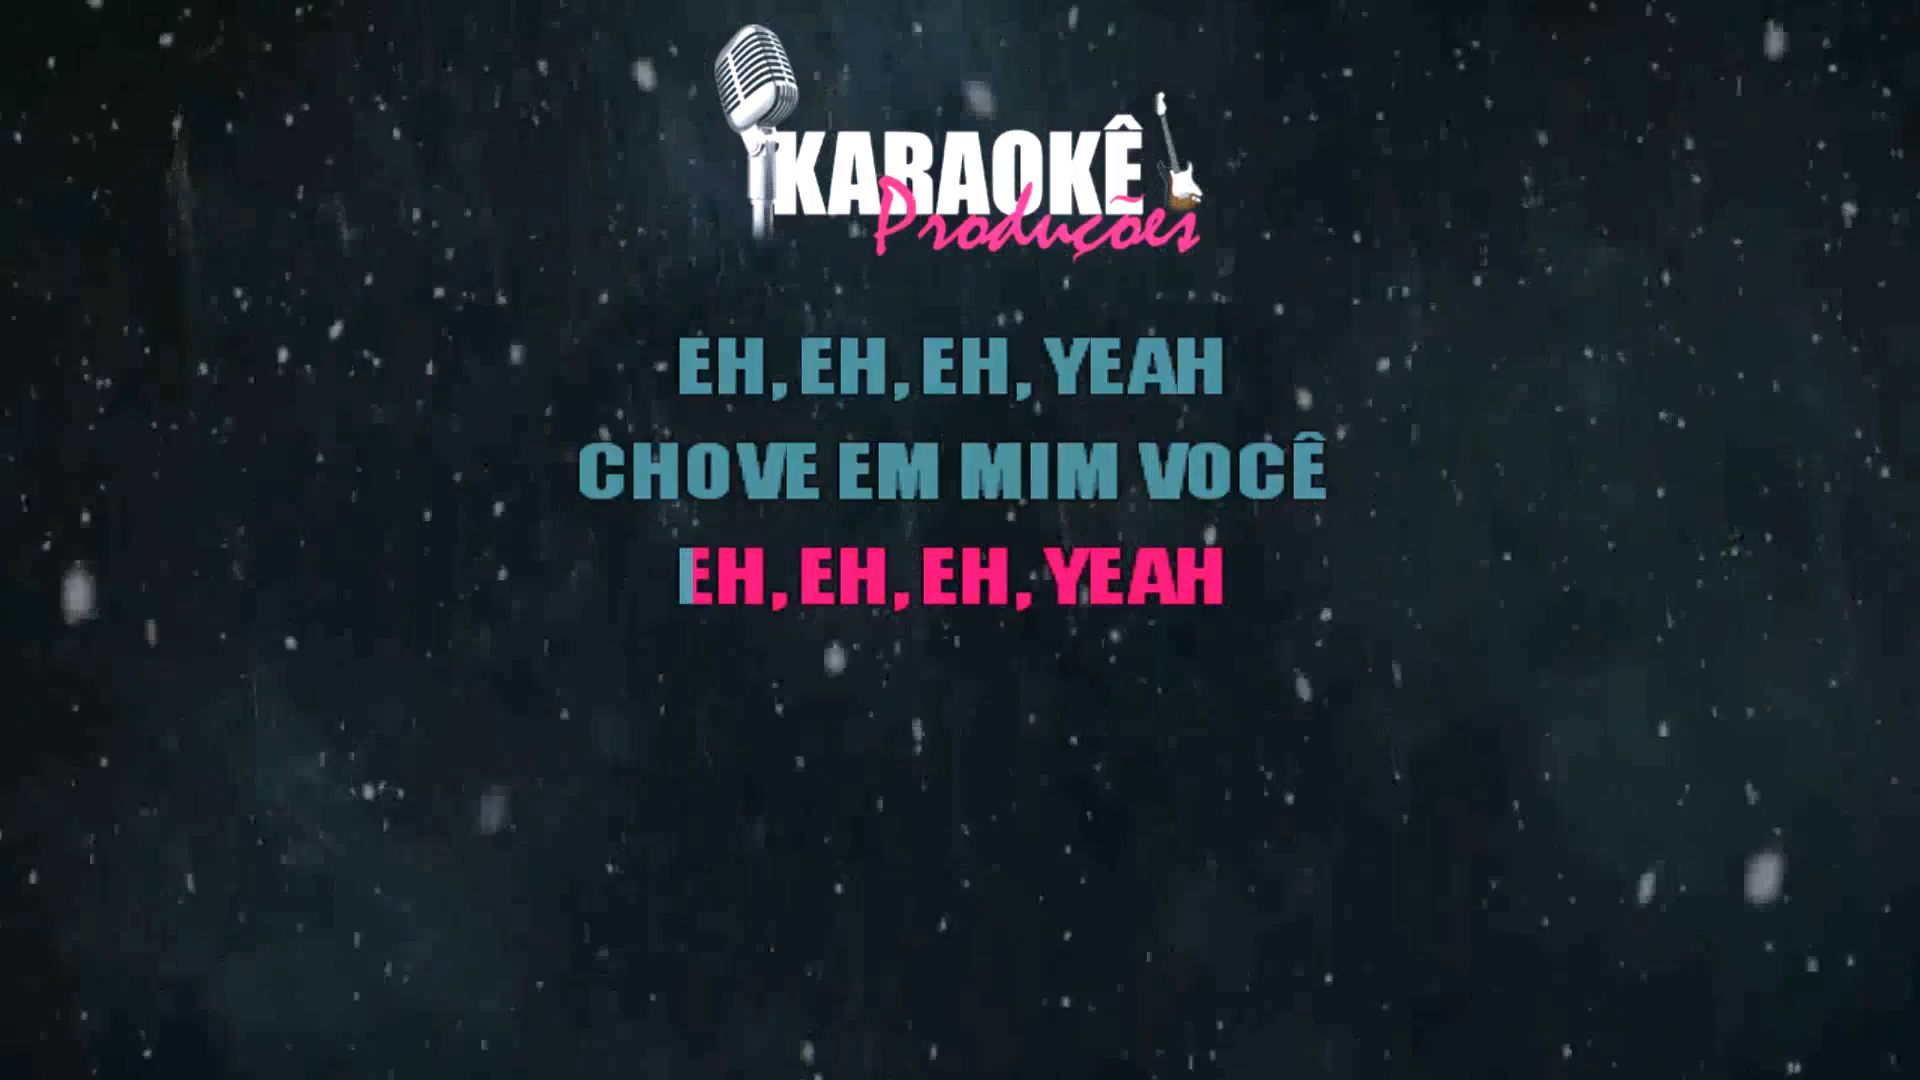 KARAOKÊ
Produções
EH, EH, EH, YEAH
CHOVE EM MIM VOCÊ
EH, EH, EH, YEAH